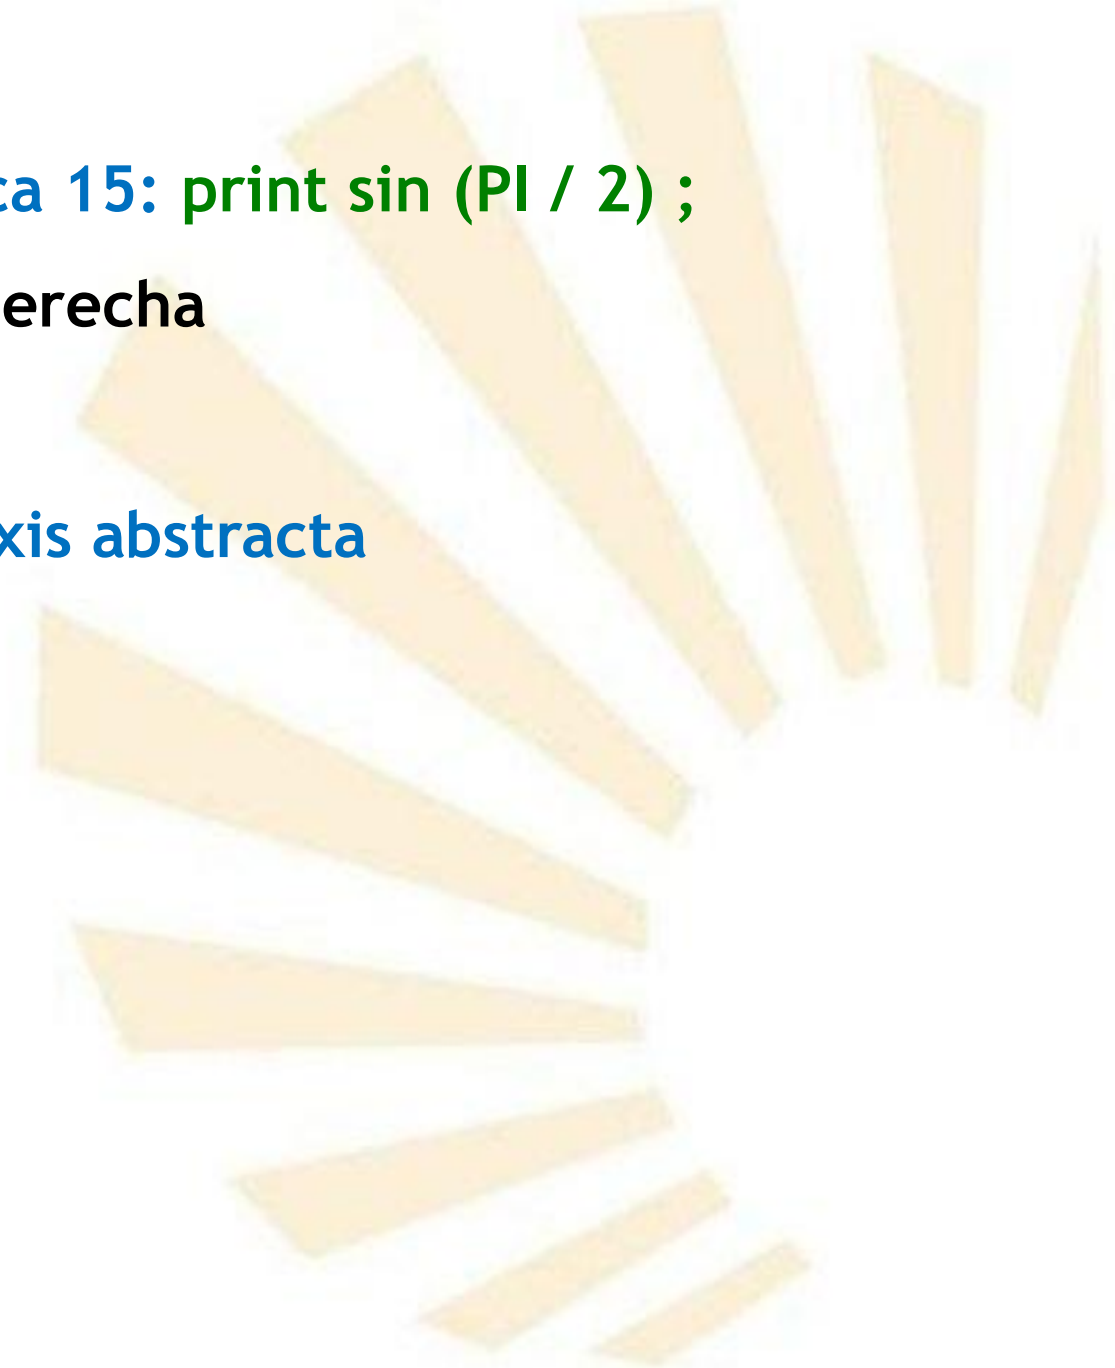 ca 15: print sin (PI / 2) ;
erecha
xis abstracta